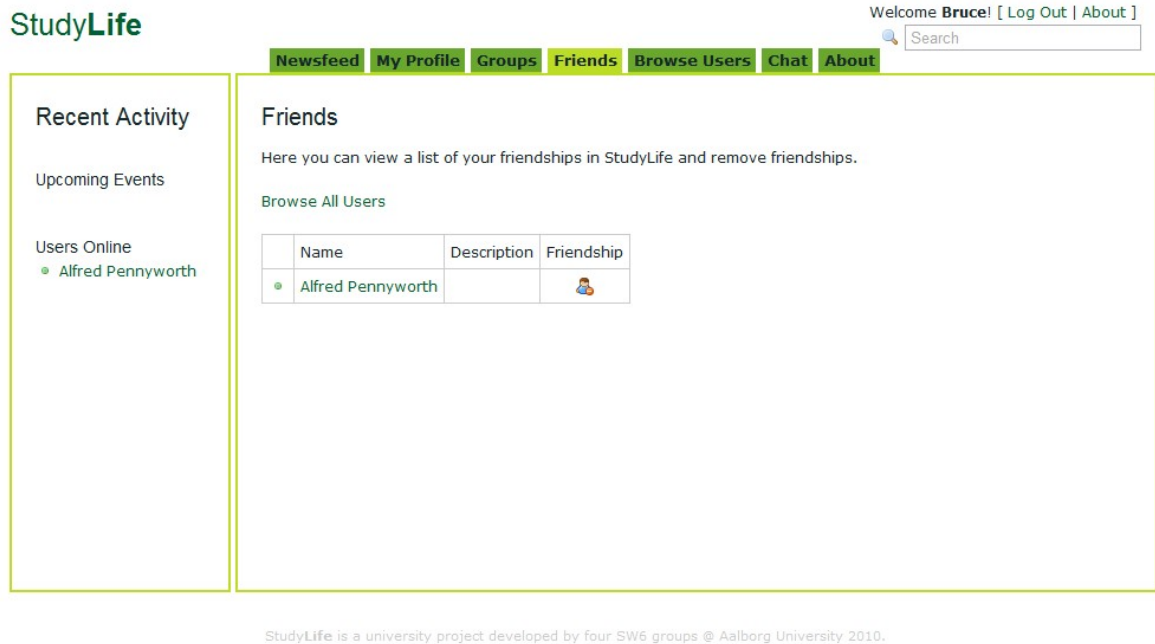 StudyLife
Welcome Bruce! [ Log Out | About ]
Search
Newsfeed My Profile Groups Friends Browse Users Chat About
Recent Activity
Upcoming Events
Users Online
Alfred Pennyworth
Friends
Here you can view a list of your friendships in StudyLife and remove friendships.
Browse All Users
Name Description Friendship
Alfred Pennyworth
StudyLife is a university project developed by four SW6 groups @ Aalborg University 2010.